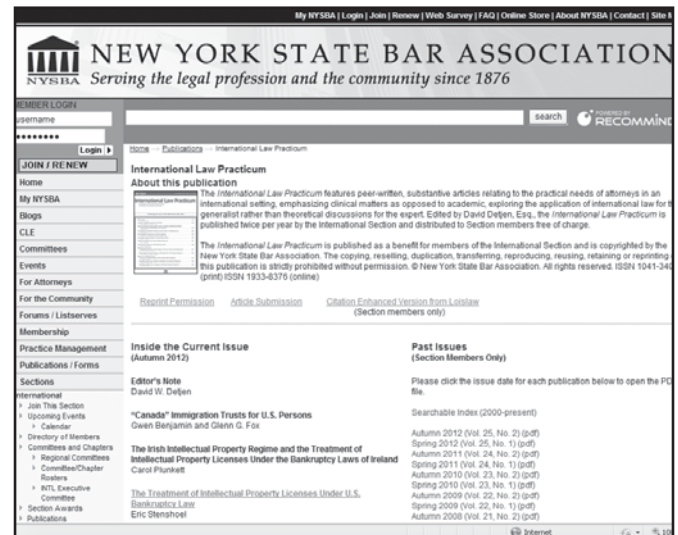 My NYSBA | Login | Join | Renew | Web Survey | FAQ | Online Store | About NYSBA | Contact | Site M
NYSBA
NEW YORK STATE BAR ASSOCIATION
Serving the legal profession and the community since 1876
MEMBER LOGIN
username
Login
JOIN / RENEW
Home
My NYSBA
Blogs
CLE
Committees
Events
For Attorneys
For the Community
Forums / Listserves
Membership
Practice Management
Publications / Forms
Sections
International
Join This Section
Upcoming Events
Calendar
Directory of Members
Committees and Chapters
Regional Committees
Committee/Chapter
Rosters
INTL Executive
Committee
Section Awards
Publications
search
POWERED BY
RECOMMIND
Home → Publications → International Law Practicum
International Law Practicum
About this publication
International Law Practicum
The International Law Practicum features peer-written, substantive articles relating to the practical needs of attorneys in an
international setting, emphasizing clinical matters as opposed to academic, exploring the application of international law for t
generalist rather than theoretical discussions for the expert. Edited by David Detjen, Esq., the International Law Practicum is
published twice per year by the International Section and distributed to Section members free of charge.
The International Law Practicum is published as a benefit for members of the International Section and is copyrighted by the
New York State Bar Association. The copying, reselling, duplication, transferring, reproducing, reusing, retaining or reprinting
this publication is strictly prohibited without permission. © New York State Bar Association. All rights reserved. ISSN 1041-340
(print) ISSN 1933-8376 (online)
Reprint Permission Article Submission Citation Enhanced Version from Loislaw
(Section members only)
Inside the Current Issue
(Autumn 2012)
Editor's Note
David W. Detjen
"Canada" Immigration Trusts for U.S. Persons
Gwen Benjamin and Glenn G. Fox
The Irish Intellectual Property Regime and the Treatment of
Intellectual Property Licenses Under the Bankruptcy Laws of Ireland
Carol Plunkett
The Treatment of Intellectual Property Licenses Under U.S.
Bankruptcy Law
Eric Stenshoel
Past Issues
(Section Members Only)
Please click the issue date for each publication below to open the PD
file.
Searchable Index (2000-present)
Autumn 2012 (Vol. 25, No. 2) (pdf)
Spring 2012 (Vol. 25, No. 1) (pdf)
Autumn 2011 (Vol. 24, No. 2) (pdf)
Spring 2011 (Vol. 24, No. 1) (pdf)
Autumn 2010 (Vol. 23, No. 2) (pdf)
Spring 2010 (Vol. 23, No. 1) (pdf)
Autumn 2009 (Vol. 22, No. 2) (pdf)
Spring 2009 (Vol. 22, No. 1) (pdf)
Autumn 2008 (Vol. 21, No. 2) (pdf)
Internet
10